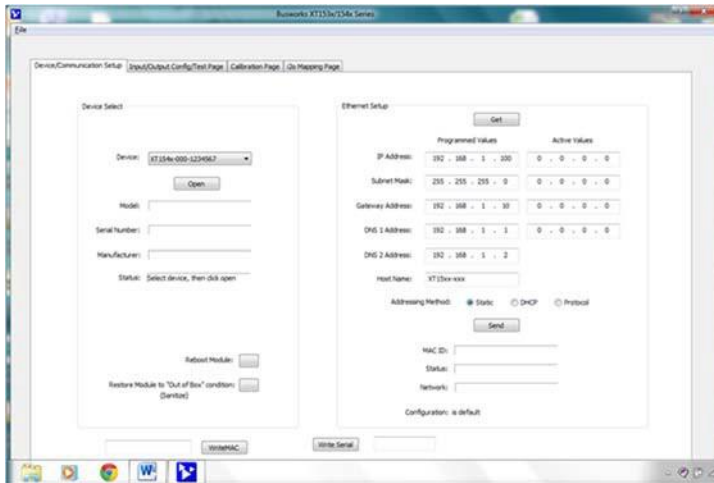 Busworks XT153x/154x Series
File
Device/Communication Setup Input/Output Config/Test Page Calibration Page i2o Mapping Page
Device Select
Device: XT154x-000-1234567
Open
Model:
Serial Number:
Manufacturer:
Status: Select device, then click open
Reboot Module:
Restore Module to "Out of Box" condition:
(Sanitize)
WriteMAC
Ethernet Setup
Get
Programmed Values Active Values
IP Address: 192 . 168 . 1 . 100 0 . 0 . 0 . 0
Subnet Mask: 255 . 255 . 255 . 0 0 . 0 . 0 . 0
Gateway Address: 192 . 168 . 1 . 10 0 . 0 . 0 . 0
DNS 1 Address: 192 . 168 . 1 . 1 0 . 0 . 0 . 0
DNS 2 Address: 192 . 168 . 1 . 2
Host Name: XT15xx-xxx
Addressing Method: Static DHCP Protocol
Send
MAC ID:
Status:
Network:
Configuration: is default
Write Serial